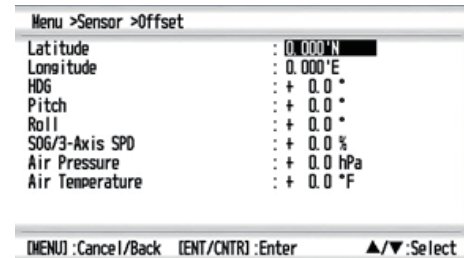 Menu >Sensor >Offset
Latitude : 0.000'N
Longitude : 0.000'E
HDG : + 0.0 °
Pitch : + 0.0 °
Roll : + 0.0 °
SOG/3-Axis SPD : + 0.0 %
Air Pressure : + 0.0 hPa
Air Temperature : + 0.0 °F
[MENU] :Cancel/Back [ENT/CNTR] :Enter ▲/▼ :Select